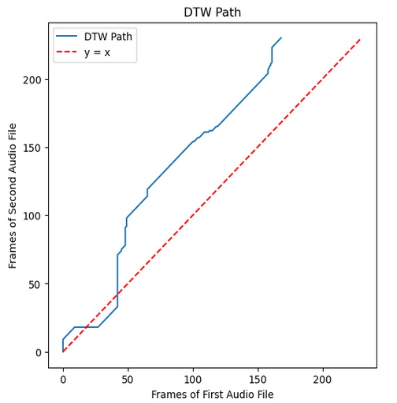 DTW Path
DTW Path
y = x
Frames of Second Audio File
200
150
100
50
0
0 50 100 150 200
Frames of First Audio File